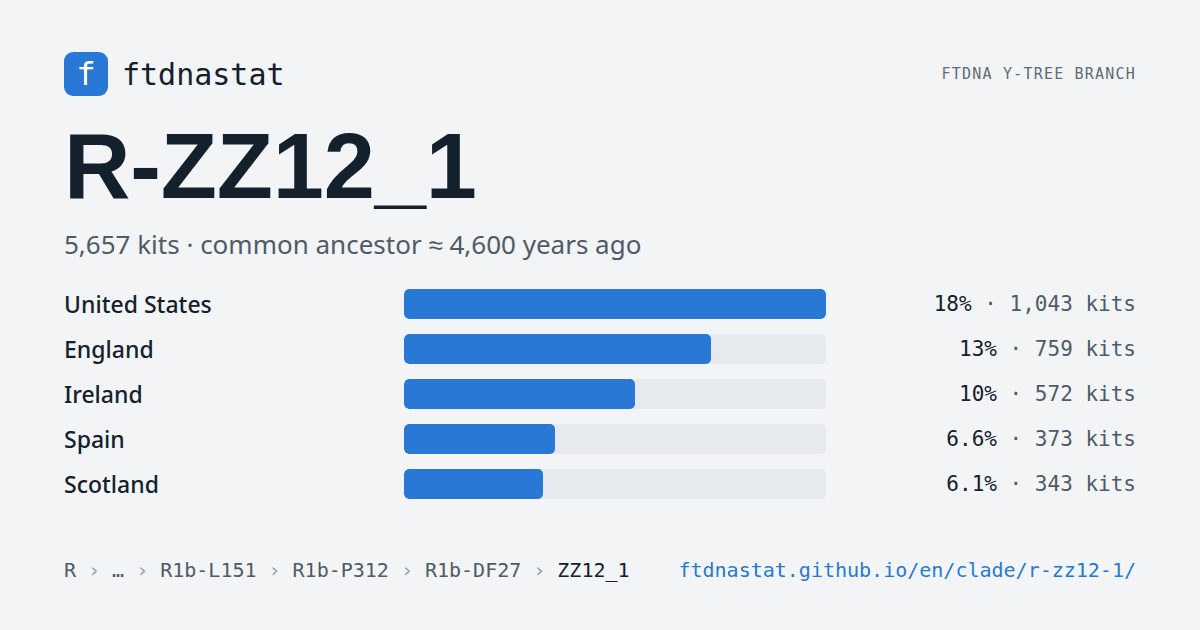 f ftdnastat
FTDNA Y-TREE BRANCH
R-ZZ12_1
5,657 kits · common ancestor ≈ 4,600 years ago
United States 18% · 1,043 kits
England 13% · 759 kits
Ireland 10% · 572 kits
Spain 6.6% · 373 kits
Scotland 6.1% · 343 kits
R › … › R1b-L151 › R1b-P312 › R1b-DF27 › ZZ12_1 ftdnastat.github.io/en/clade/r-zz12-1/